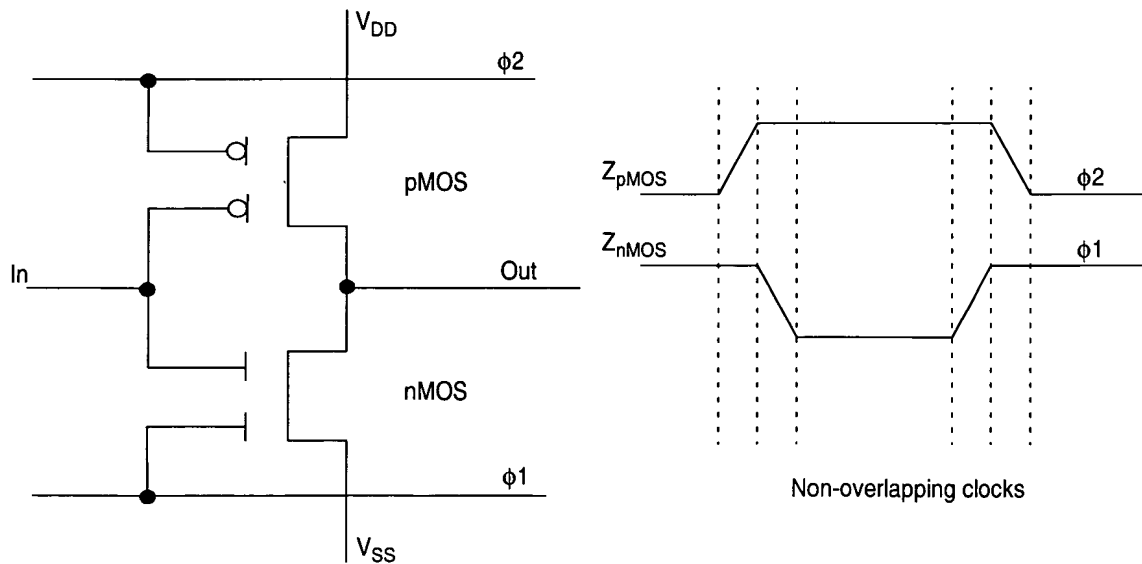 V_DD
ϕ2
pMOS
In
Out
nMOS
ϕ1
V_SS
Z_pMOS
ϕ2
Z_nMOS
ϕ1
Non-overlapping clocks